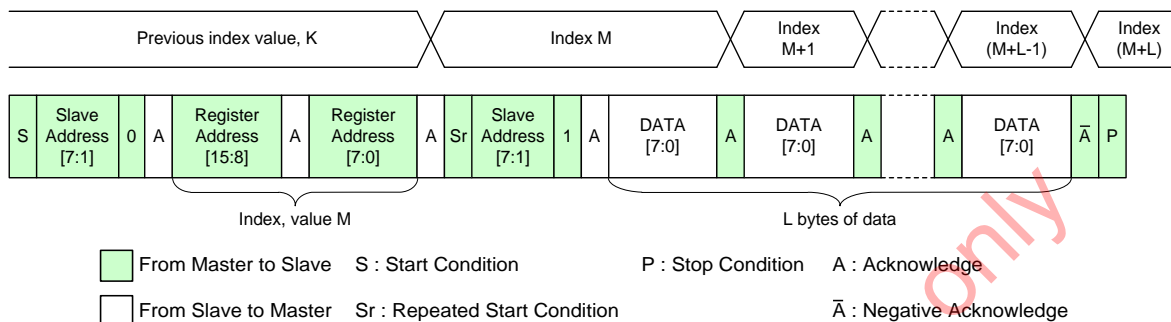 Previous index value, K
Index M
Index
M+1
Index
(M+L-1)
Index
(M+L)
S
Slave
Address
[7:1]
0
A
Register
Address
[15:8]
A
Register
Address
[7:0]
A
Sr
Slave
Address
[7:1]
1
A
DATA
[7:0]
A
DATA
[7:0]
A
A
DATA
[7:0]
A̅
P
Index, value M
L bytes of data
From Master to Slave
S : Start Condition
P : Stop Condition
A : Acknowledge
From Slave to Master
Sr : Repeated Start Condition
A̅ : Negative Acknowledge
only